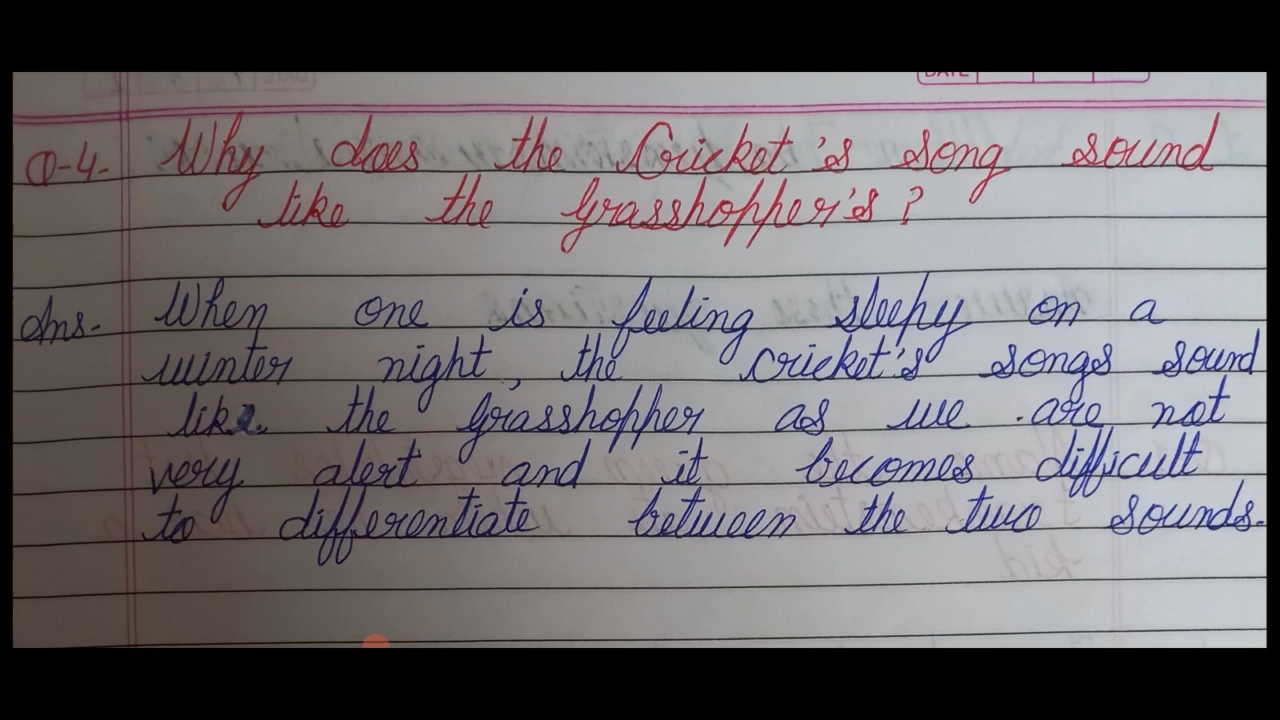 DATE
Q-4. Why does the Cricket's song sound
like the Grasshopper's?
Ans. When one is feeling sleepy on a
winter night, the cricket's songs sound
like the Grasshopper as we are not
very alert and it becomes difficult
to differentiate between the two sounds.